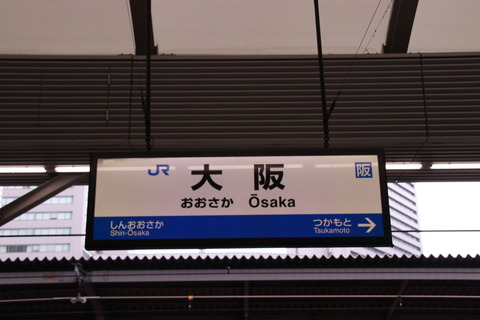 JR 大阪 阪
おおさか Ōsaka
しんおおさか つかもと →
Shin-Ōsaka Tsukamoto